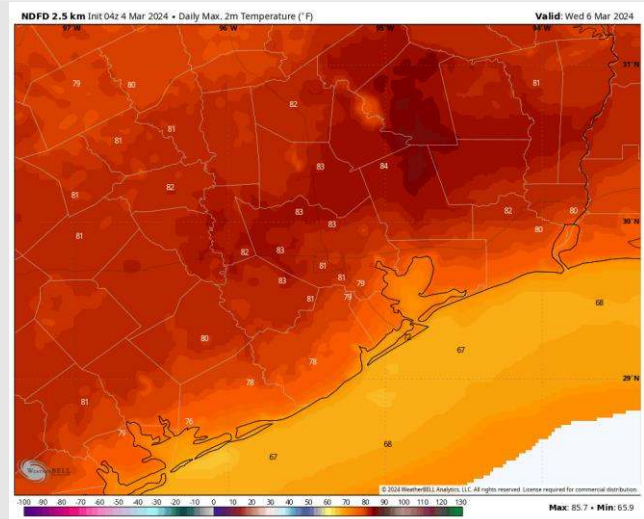 NDFD 2.5 km Init 04z 4 Mar 2024 • Daily Max. 2m Temperature (°F)
Valid: Wed 6 Mar 2024
97°W 96°W 95°W 94°W
31°N
79 80 81
82
81 81
83 84
82
81
83 82 80
83 30°N
81 80
82 83
81
83 81 79
81 79
68
80 72
67
78 29°N
78
81
76
68
67
WeatherBELL
© 2024 WeatherBELL Analytics, LLC. All rights reserved. License required for commercial distribution.
-100 -90 -80 -70 -60 -50 -40 -30 -20 -10 0 10 20 30 40 50 60 70 80 90 100 110 120 130
Max: 85.7 • Min: 65.9